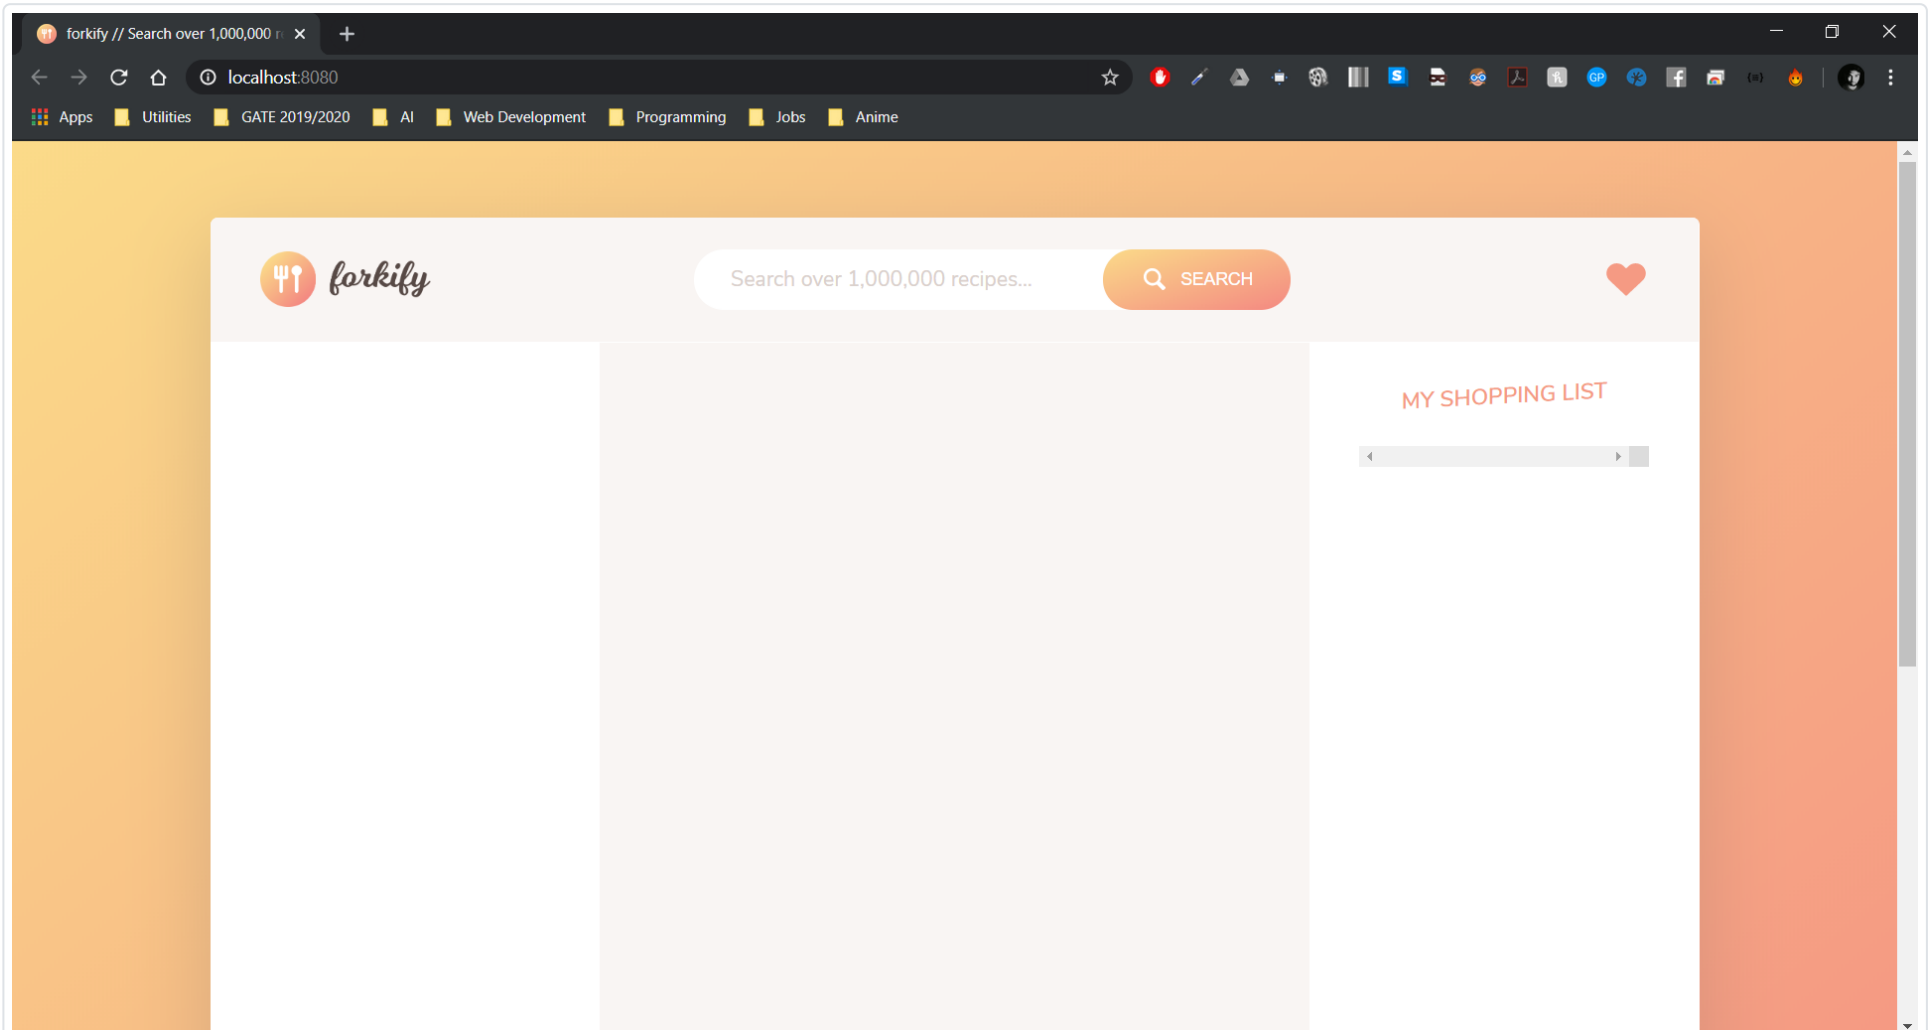 forkify // Search over 1,000,000 r
localhost:8080
Apps Utilities GATE 2019/2020 AI Web Development Programming Jobs Anime
forkify Search over 1,000,000 recipes... SEARCH
MY SHOPPING LIST